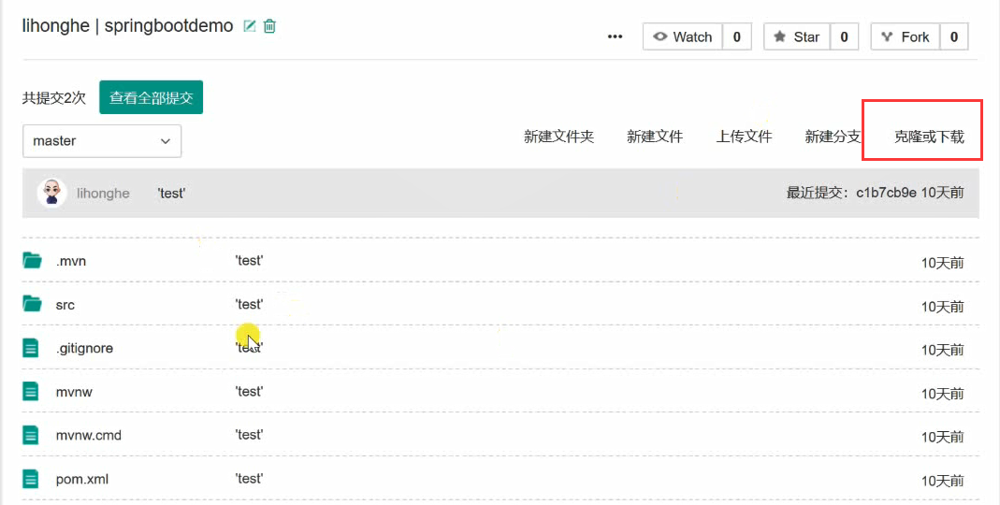 lihonghe | springbootdemo
Watch 0 Star 0 Fork 0
共提交2次 查看全部提交
master 新建文件夹 新建文件 上传文件 新建分支 克隆或下载
lihonghe 'test' 最近提交：c1b7cb9e 10天前
.mvn 'test' 10天前
src 'test' 10天前
.gitignore 'test' 10天前
mvnw 'test' 10天前
mvnw.cmd 'test' 10天前
pom.xml 'test' 10天前